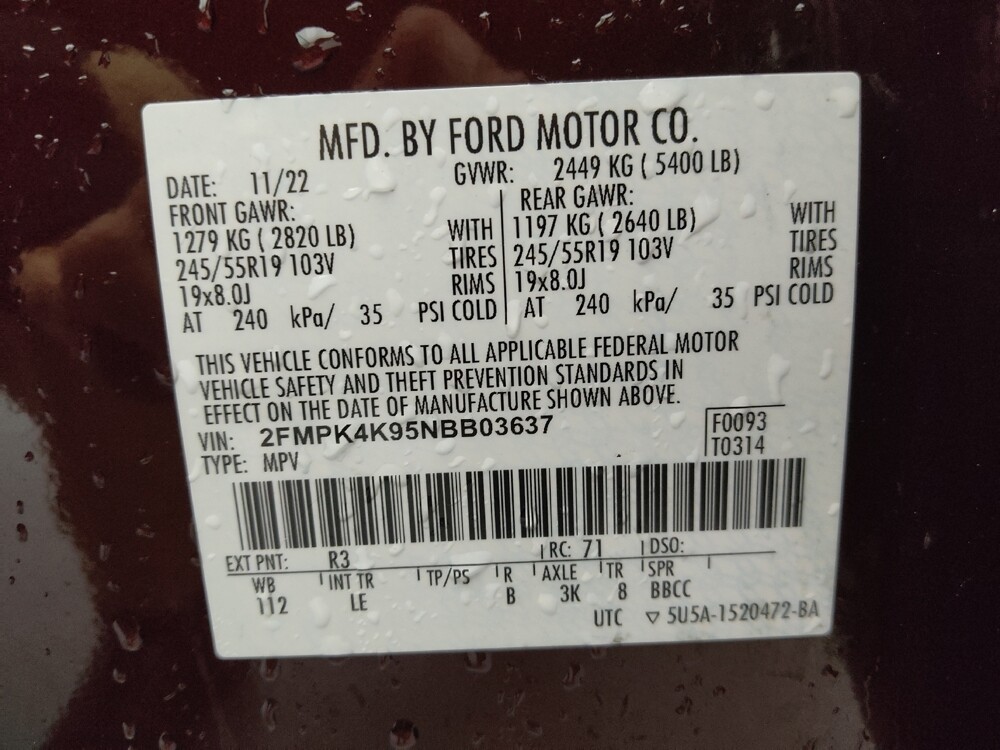 MFD. BY FORD MOTOR CO.
DATE: 11/22 GVWR: 2449 KG ( 5400 LB)
FRONT GAWR: REAR GAWR:
1279 KG ( 2820 LB) WITH 1197 KG ( 2640 LB) WITH
245/55R19 103V TIRES 245/55R19 103V TIRES
19x8.0J RIMS 19x8.0J RIMS
AT 240 kPa/ 35 PSI COLD AT 240 kPa/ 35 PSI COLD
THIS VEHICLE CONFORMS TO ALL APPLICABLE FEDERAL MOTOR
VEHICLE SAFETY AND THEFT PREVENTION STANDARDS IN
EFFECT ON THE DATE OF MANUFACTURE SHOWN ABOVE.
VIN: 2FMPK4K95NBB03637 F0093
TYPE: MPV T0314
EXT PNT: R3 RC: 71 DSO:
WB INT TR TP/PS R AXLE TR SPR
112 LE B 3K 8 BBCC
UTC ▽ 5U5A-1520472-BA